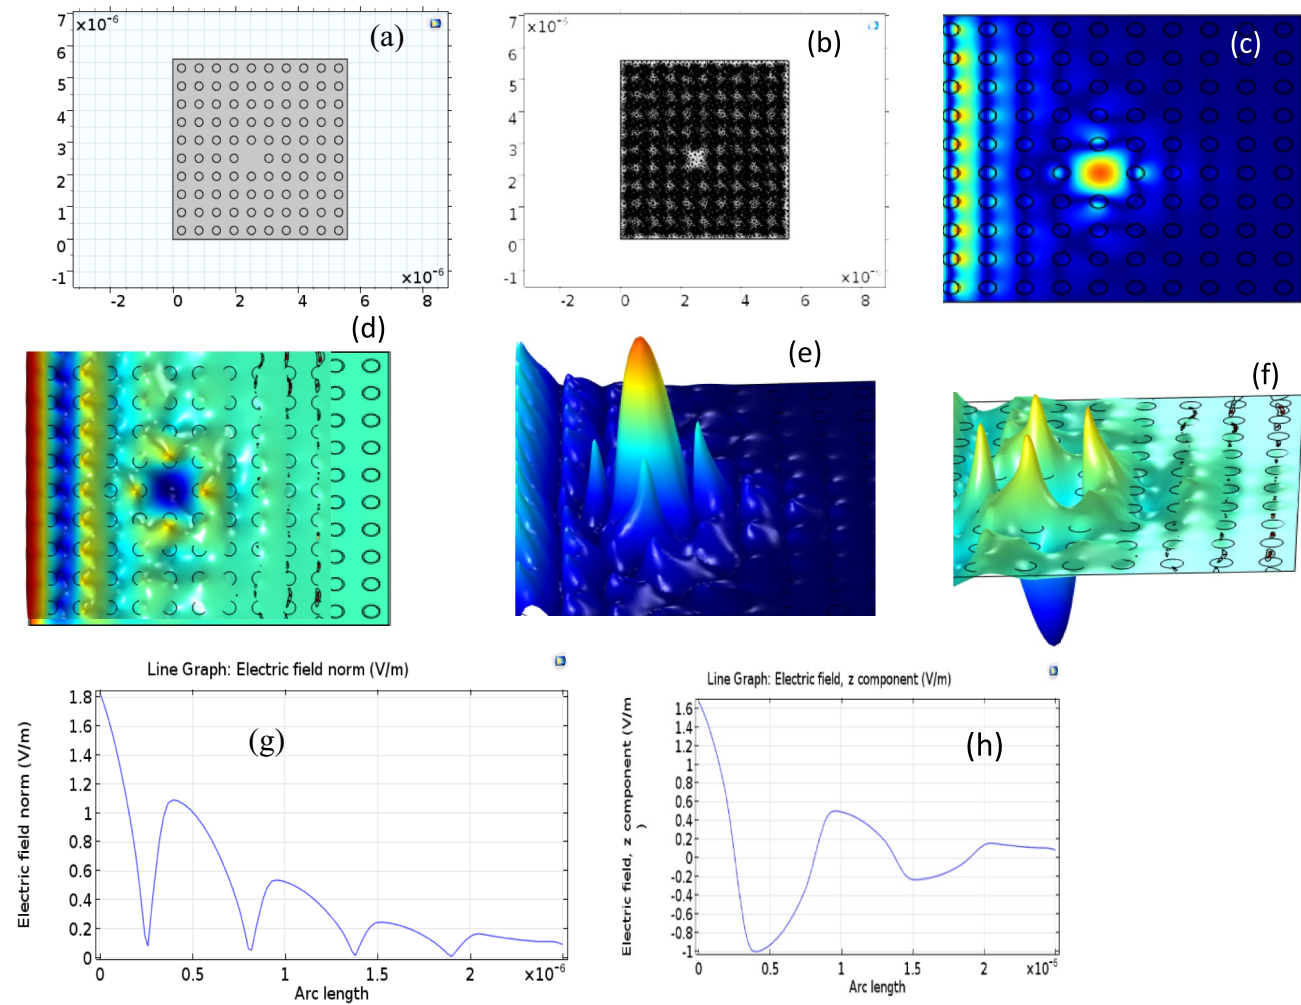 7 ×10⁻⁶
(a)
6
5
4
3
2
1
0
-1
×10⁻⁶
-2 0 2 4 6 8
7 ×10⁻⁶
(b)
6
5
4
3
2
1
0
-1
×10⁻⁶
-2 0 2 4 6 8
(c)
(d)
(e)
(f)
Line Graph: Electric field norm (V/m)
Electric field norm (V/m)
(g)
1.8
1.6
1.4
1.2
1
0.8
0.6
0.4
0.2
0
0 0.5 1 1.5 2 ×10⁻⁶
Arc length
Line Graph: Electric field, z component (V/m)
Electric field, z component (V/m
)
(h)
1.6
1.4
1.2
1
0.8
0.6
0.4
0.2
0
-0.2
-0.4
-0.6
-0.8
-1
0 0.5 1 1.5 2 ×10⁻⁶
Arc length